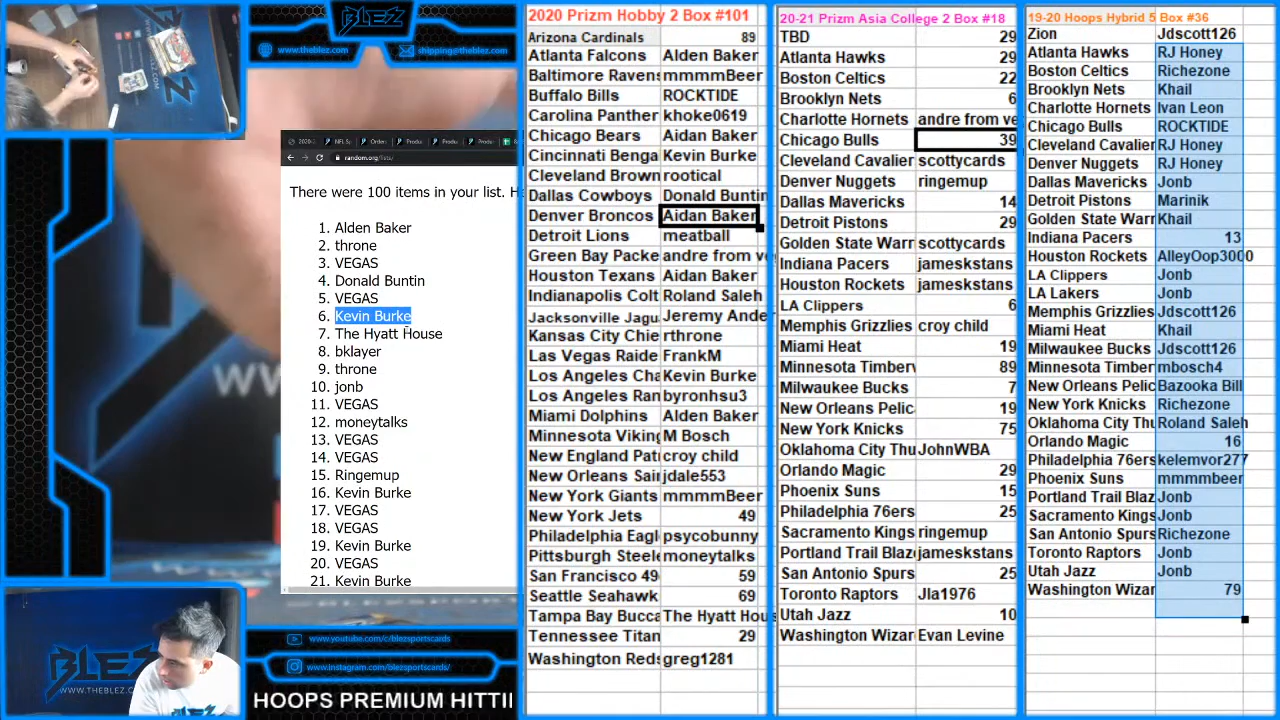 BLEZ
www.theblez.com
shipping@theblez.com
random.org/lists/
There were 100 items in your list. He
1. Alden Baker
2. throne
3. VEGAS
4. Donald Buntin
5. VEGAS
6. Kevin Burke
7. The Hyatt House
8. bklayer
9. throne
10. jonb
11. VEGAS
12. moneytalks
13. VEGAS
14. VEGAS
15. Ringemup
16. Kevin Burke
17. VEGAS
18. VEGAS
19. Kevin Burke
20. VEGAS
21. Kevin Burke
www.youtube.com/c/blezsportscards
www.instagram.com/blezsportscards/
HOOPS PREMIUM HITTII
BLEZ
WWW.THEBLEZ.COM
2020 Prizm Hobby 2 Box #101
Arizona Cardinals 89
Atlanta Falcons Alden Baker
Baltimore Ravens mmmmBeer
Buffalo Bills ROCKTIDE
Carolina Panther khoke0619
Chicago Bears Aidan Baker
Cincinnati Benga Kevin Burke
Cleveland Brown rootical
Dallas Cowboys Donald Buntin
Denver Broncos Aidan Baker
Detroit Lions meatball
Green Bay Packe andre from ve
Houston Texans Aidan Baker
Indianapolis Colt Roland Saleh
Jacksonville Jagu Jeremy Ande
Kansas City Chie rthrone
Las Vegas Raide FrankM
Los Angeles Cha Kevin Burke
Los Angeles Ran byronhsu3
Miami Dolphins Alden Baker
Minnesota Viking M Bosch
New England Pat croy child
New Orleans Sain jdale553
New York Giants mmmmBeer
New York Jets 49
Philadelphia Eagl psycobunny
Pittsburgh Steele moneytalks
San Francisco 49 59
Seattle Seahawk 69
Tampa Bay Bucca The Hyatt Hous
Tennessee Titan 29
Washington Reds greg1281
20-21 Prizm Asia College 2 Box #18
TBD 29
Atlanta Hawks 29
Boston Celtics 22
Brooklyn Nets 6
Charlotte Hornets andre from ve
Chicago Bulls 39
Cleveland Cavalier scottycards
Denver Nuggets ringemup
Dallas Mavericks 14
Detroit Pistons 29
Golden State Warr scottycards
Indiana Pacers jameskstans
Houston Rockets jameskstans
LA Clippers 6
Memphis Grizzlies croy child
Miami Heat 19
Minnesota Timberv 89
Milwaukee Bucks 7
New Orleans Pelic 19
New York Knicks 75
Oklahoma City Thu JohnWBA
Orlando Magic 29
Phoenix Suns 15
Philadelphia 76ers 25
Sacramento Kings ringemup
Portland Trail Blaz jameskstans
San Antonio Spurs 25
Toronto Raptors Jla1976
Utah Jazz 10
Washington Wizar Evan Levine
19-20 Hoops Hybrid 5 Box #36
Zion Jdscott126
Atlanta Hawks RJ Honey
Boston Celtics Richezone
Brooklyn Nets Khail
Charlotte Hornets Ivan Leon
Chicago Bulls ROCKTIDE
Cleveland Cavalier RJ Honey
Denver Nuggets RJ Honey
Dallas Mavericks Jonb
Detroit Pistons Marinik
Golden State Warr Khail
Indiana Pacers 13
Houston Rockets AlleyOop3000
LA Clippers Jonb
LA Lakers Jonb
Memphis Grizzlies Jdscott126
Miami Heat Khail
Milwaukee Bucks Jdscott126
Minnesota Timber mbosch4
New Orleans Pelic Bazooka Bill
New York Knicks Richezone
Oklahoma City Thu Roland Saleh
Orlando Magic 16
Philadelphia 76ers kelemvor277
Phoenix Suns mmmmbeer
Portland Trail Blaz Jonb
Sacramento Kings Jonb
San Antonio Spurs Richezone
Toronto Raptors Jonb
Utah Jazz Jonb
Washington Wizar 79